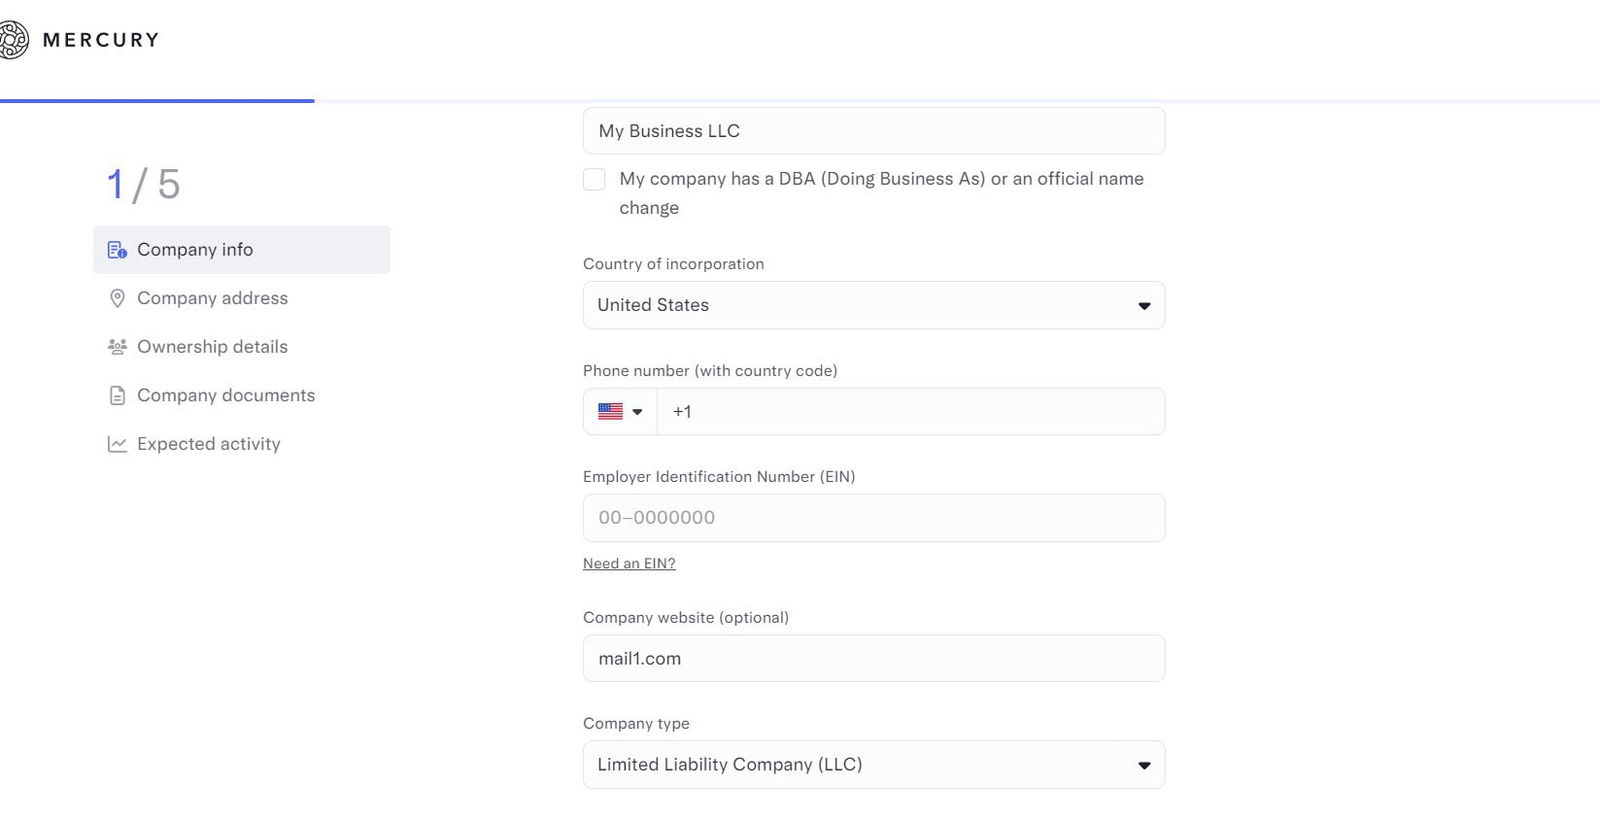 MERCURY
1 / 5
Company info
Company address
Ownership details
Company documents
Expected activity
My Business LLC
My company has a DBA (Doing Business As) or an official name
change
Country of incorporation
United States
Phone number (with country code)
+1
Employer Identification Number (EIN)
00–0000000
Need an EIN?
Company website (optional)
mail1.com
Company type
Limited Liability Company (LLC)